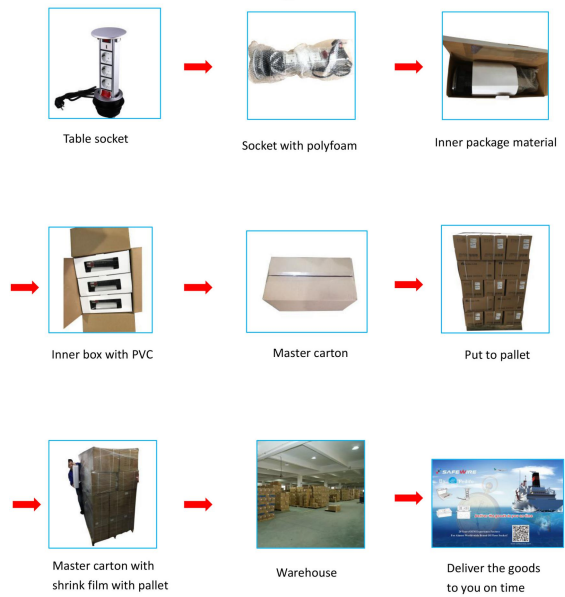 Table socket
Socket with polyfoam
Inner package material
Inner box with PVC
Master carton
Put to pallet
SAFEWIRE
Master carton with
shrink film with pallet
Warehouse
Deliver the goods
to you on time